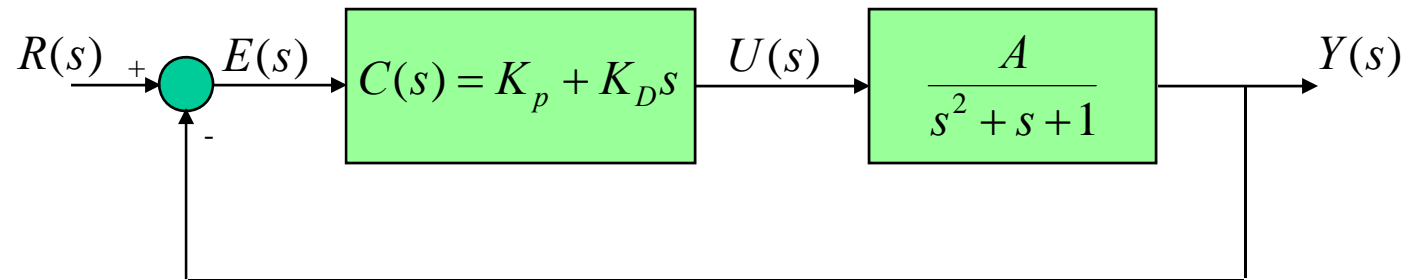 R(s) + E(s) C(s) = K_p + K_D s U(s) A Y(s)
-
s^2 + s + 1